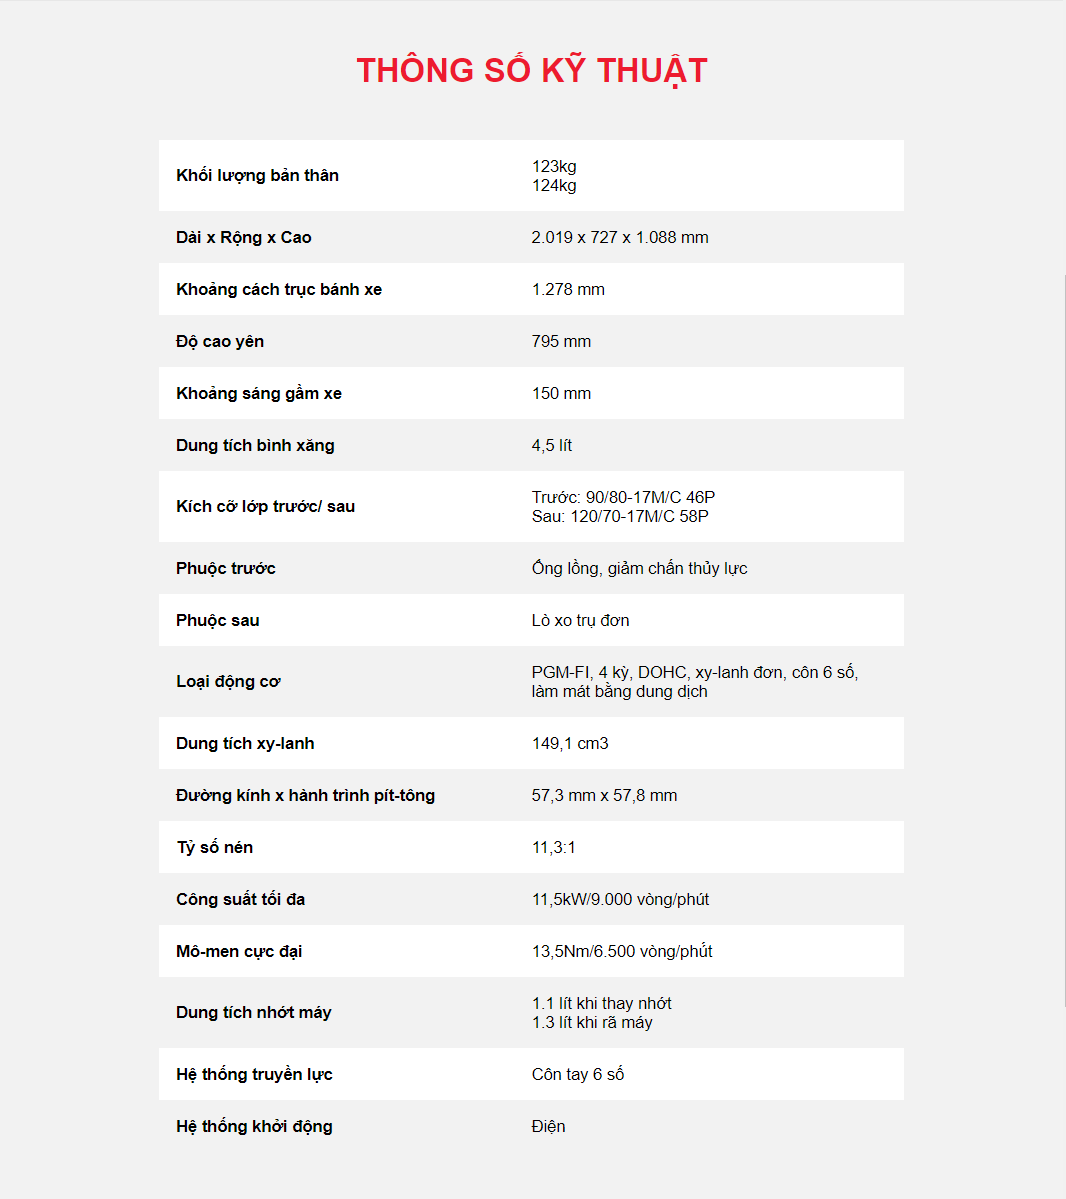 THÔNG SỐ KỸ THUẬT
Khối lượng bản thân
123kg
124kg
Dài x Rộng x Cao
2.019 x 727 x 1.088 mm
Khoảng cách trục bánh xe
1.278 mm
Độ cao yên
795 mm
Khoảng sáng gầm xe
150 mm
Dung tích bình xăng
4,5 lít
Kích cỡ lớp trước/ sau
Trước: 90/80-17M/C 46P
Sau: 120/70-17M/C 58P
Phuộc trước
Ống lồng, giảm chấn thủy lực
Phuộc sau
Lò xo trụ đơn
Loại động cơ
PGM-FI, 4 kỳ, DOHC, xy-lanh đơn, côn 6 số,
làm mát bằng dung dịch
Dung tích xy-lanh
149,1 cm3
Đường kính x hành trình pít-tông
57,3 mm x 57,8 mm
Tỷ số nén
11,3:1
Công suất tối đa
11,5kW/9.000 vòng/phút
Mô-men cực đại
13,5Nm/6.500 vòng/phút
Dung tích nhớt máy
1.1 lít khi thay nhớt
1.3 lít khi rã máy
Hệ thống truyền lực
Côn tay 6 số
Hệ thống khởi động
Điện